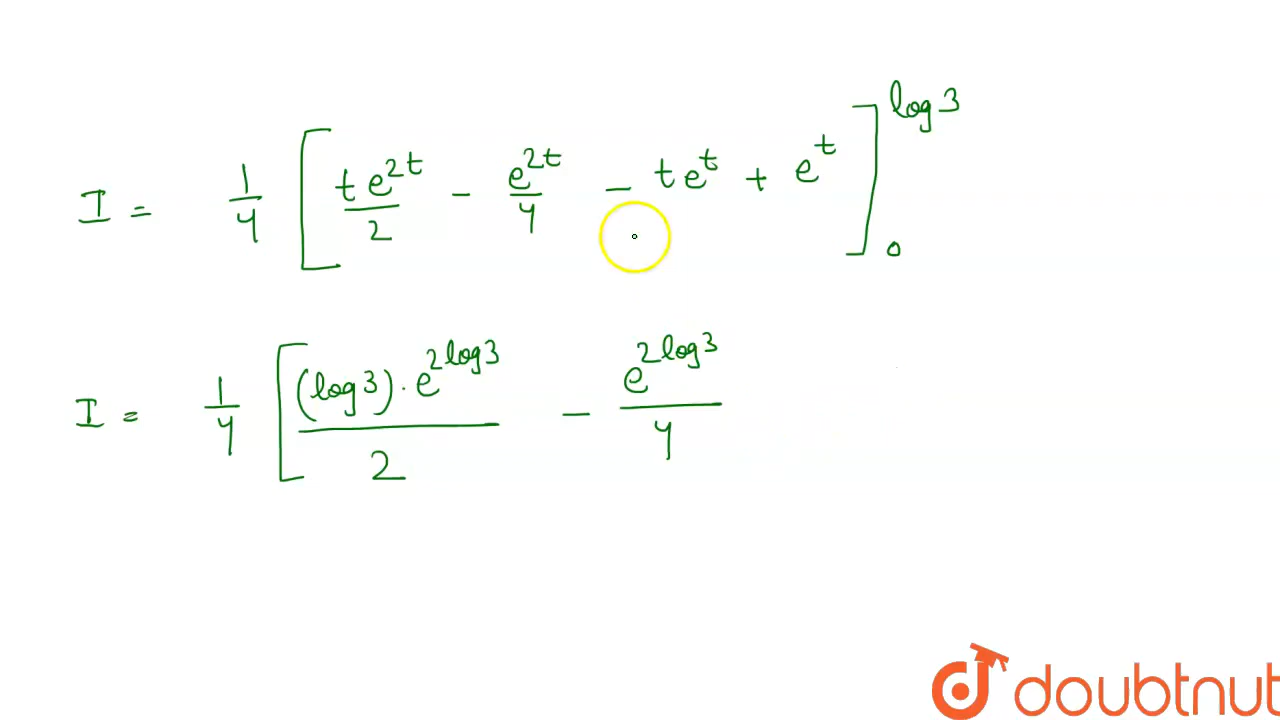 I = 1/4 [ te^{2t}/2 - e^{2t}/4 - te^t + e^t ]_0^{log 3}
I = 1/4 [ (log 3) · e^{2 log 3}/2 - e^{2 log 3}/4
doubtnut